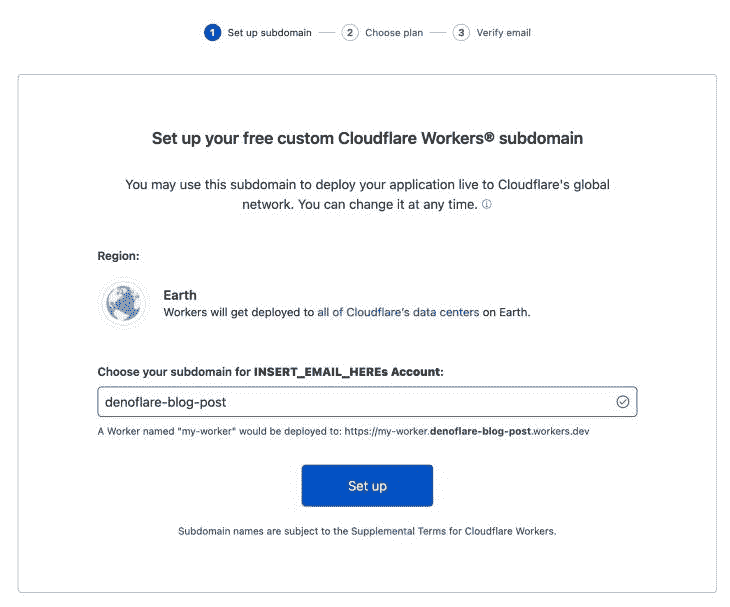 1 Set up subdomain 2 Choose plan 3 Verify email
Set up your free custom Cloudflare Workers® subdomain
You may use this subdomain to deploy your application live to Cloudflare's global
network. You can change it at any time.
Region:
Earth
Workers will get deployed to all of Cloudflare's data centers on Earth.
Choose your subdomain for INSERT_EMAIL_HEREs Account:
denoflare-blog-post
A Worker named "my-worker" would be deployed to: https://my-worker.denoflare-blog-post.workers.dev
Set up
Subdomain names are subject to the Supplemental Terms for Cloudflare Workers.